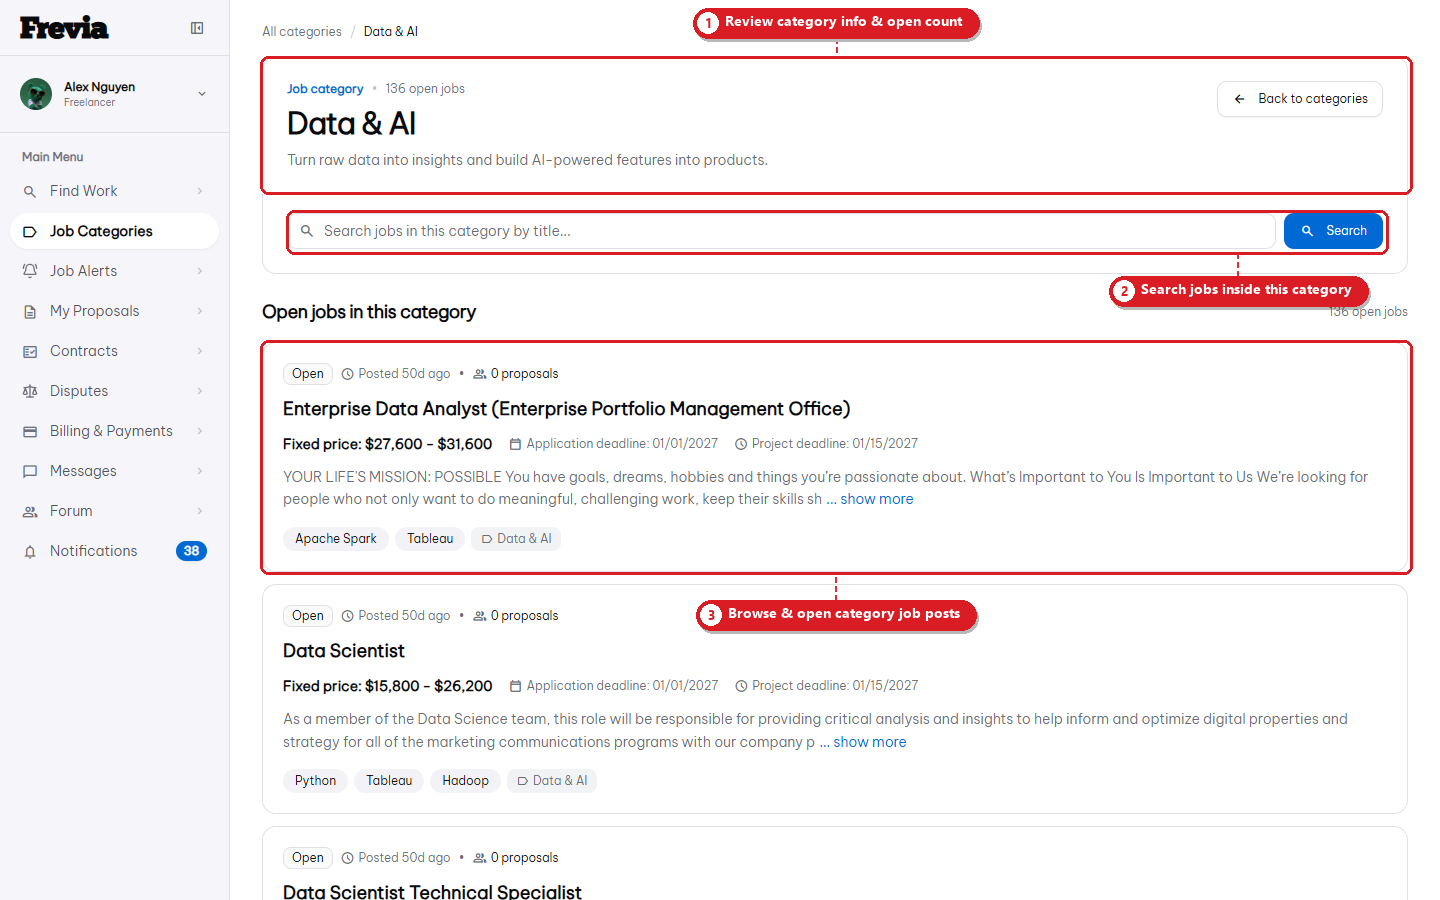 Frevia
Alex Nguyen
Freelancer
Main Menu
Find Work
Job Categories
Job Alerts
My Proposals
Contracts
Disputes
Billing & Payments
Messages
Forum
Notifications 38
All categories / Data & AI
1 Review category info & open count
Job category • 136 open jobs
Back to categories
Data & AI
Turn raw data into insights and build AI-powered features into products.
Search jobs in this category by title...
Search
2 Search jobs inside this category
Open jobs in this category
136 open jobs
Open Posted 50d ago • 0 proposals
Enterprise Data Analyst (Enterprise Portfolio Management Office)
Fixed price: $27,600 - $31,600 Application deadline: 01/01/2027 Project deadline: 01/15/2027
YOUR LIFE'S MISSION: POSSIBLE You have goals, dreams, hobbies and things you're passionate about. What's Important to You Is Important to Us We're looking for
people who not only want to do meaningful, challenging work, keep their skills sh ... show more
Apache Spark Tableau Data & AI
3 Browse & open category job posts
Open Posted 50d ago • 0 proposals
Data Scientist
Fixed price: $15,800 - $26,200 Application deadline: 01/01/2027 Project deadline: 01/15/2027
As a member of the Data Science team, this role will be responsible for providing critical analysis and insights to help inform and optimize digital properties and
strategy for all of the marketing communications programs with our company p ... show more
Python Tableau Hadoop Data & AI
Open Posted 50d ago • 0 proposals
Data Scientist Technical Specialist